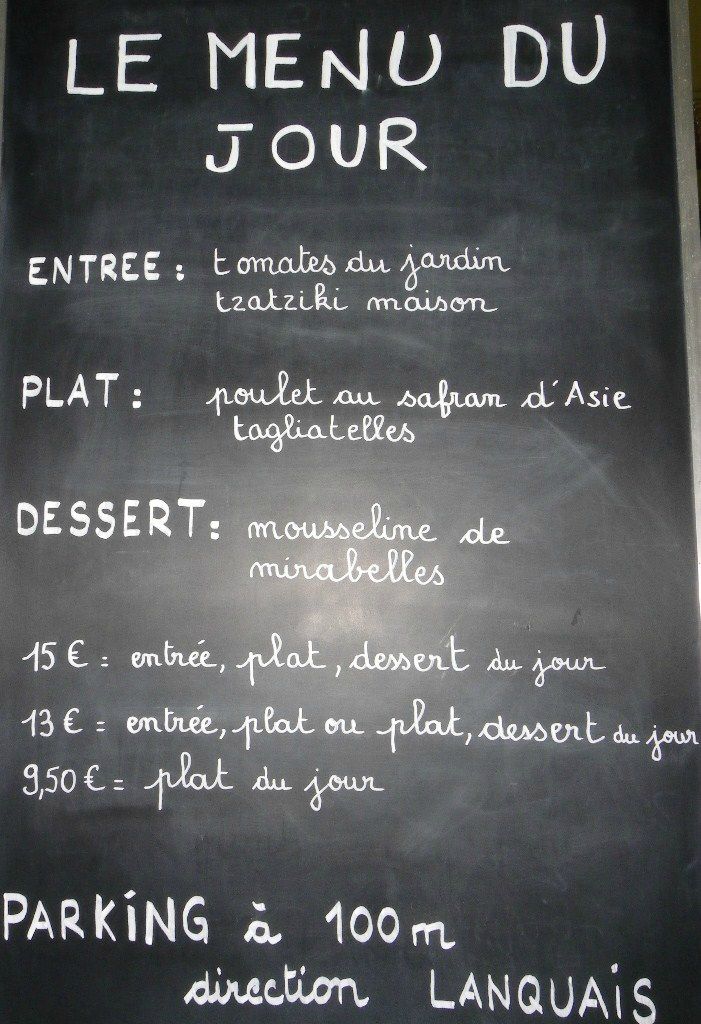 LE MENU DU
JOUR
ENTREE : tomates du jardin
tzatziki maison
PLAT : poulet au safran d'Asie
tagliatelles
DESSERT : mousseline de
mirabelles
15 € = entrée, plat, dessert du jour
13 € = entrée, plat ou plat, dessert du jour
9,50 € = plat du jour
PARKING à 100 m
direction LANQUAIS